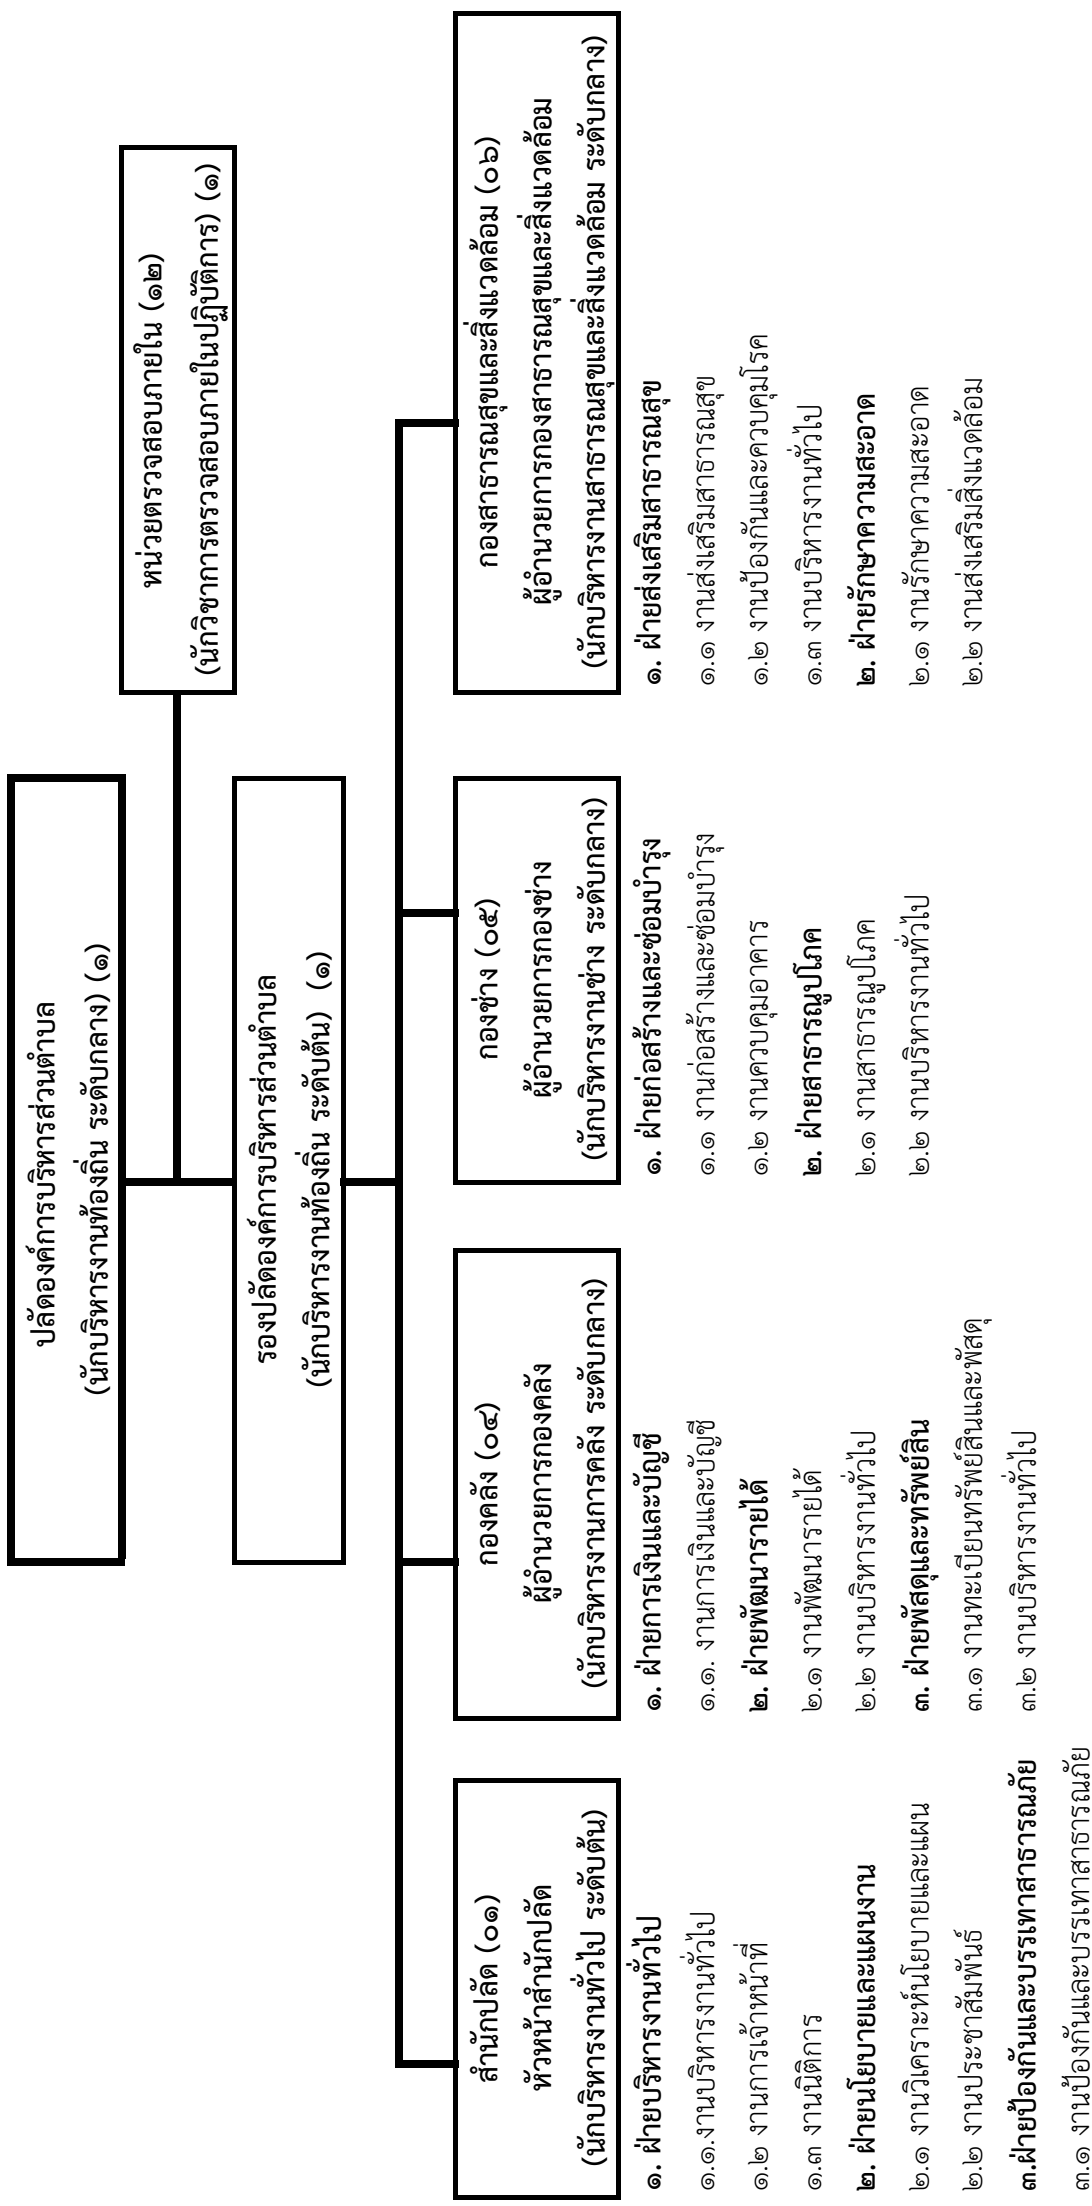 ปลัดองค์การบริหารส่วนตำบล
(นักบริหารงานท้องถิ่น ระดับกลาง) (๑)
หน่วยตรวจสอบภายใน (๑๒)
(นักวิชาการตรวจสอบภายในปฏิบัติการ) (๑)
รองปลัดองค์การบริหารส่วนตำบล
(นักบริหารงานท้องถิ่น ระดับต้น) (๑)
สำนักปลัด (๐๑)
หัวหน้าสำนักปลัด
(นักบริหารงานทั่วไป ระดับต้น)
๑. ฝ่ายบริหารงานทั่วไป
๑.๑.งานบริหารงานทั่วไป
๑.๒ งานการเจ้าหน้าที่
๑.๓ งานนิติการ
๒. ฝ่ายนโยบายและแผนงาน
๒.๑ งานวิเคราะห์นโยบายและแผน
๒.๒ งานประชาสัมพันธ์
๓.ฝ่ายป้องกันและบรรเทาสาธารณภัย
๓.๑ งานป้องกันและบรรเทาสาธารณภัย
กองคลัง (๐๔)
ผู้อำนวยการกองคลัง
(นักบริหารงานการคลัง ระดับกลาง)
๑. ฝ่ายการเงินและบัญชี
๑.๑. งานการเงินและบัญชี
๒. ฝ่ายพัฒนารายได้
๒.๑ งานพัฒนารายได้
๒.๒ งานบริหารงานทั่วไป
๓. ฝ่ายพัสดุและทรัพย์สิน
๓.๑ งานทะเบียนทรัพย์สินและพัสดุ
๓.๒ งานบริหารงานทั่วไป
กองช่าง (๐๕)
ผู้อำนวยการกองช่าง
(นักบริหารงานช่าง ระดับกลาง)
๑. ฝ่ายก่อสร้างและซ่อมบำรุง
๑.๑ งานก่อสร้างและซ่อมบำรุง
๑.๒ งานควบคุมอาคาร
๒. ฝ่ายสาธารณูปโภค
๒.๑ งานสาธารณูปโภค
๒.๒ งานบริหารงานทั่วไป
กองสาธารณสุขและสิ่งแวดล้อม (๐๖)
ผู้อำนวยการกองสาธารณสุขและสิ่งแวดล้อม
(นักบริหารงานสาธารณสุขและสิ่งแวดล้อม ระดับกลาง)
๑. ฝ่ายส่งเสริมสาธารณสุข
๑.๑ งานส่งเสริมสาธารณสุข
๑.๒ งานป้องกันและควบคุมโรค
๑.๓ งานบริหารงานทั่วไป
๒. ฝ่ายรักษาความสะอาด
๒.๑ งานรักษาความสะอาด
๒.๒ งานส่งเสริมสิ่งแวดล้อม